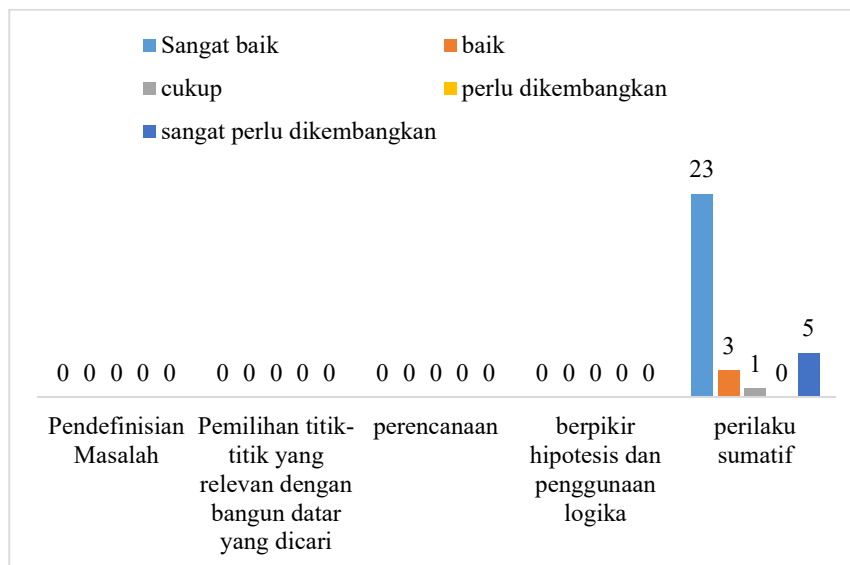 Sangat baik
baik
cukup
perlu dikembangkan
sangat perlu dikembangkan
23
3
1
0
5
0 0 0 0 0
0 0 0 0 0
0 0 0 0 0
0 0 0 0 0
Pendefinisian
Masalah
Pemilihan titik-
titik yang
relevan dengan
bangun datar
yang dicari
perencanaan
berpikir
hipotesis dan
penggunaan
logika
perilaku
sumatif